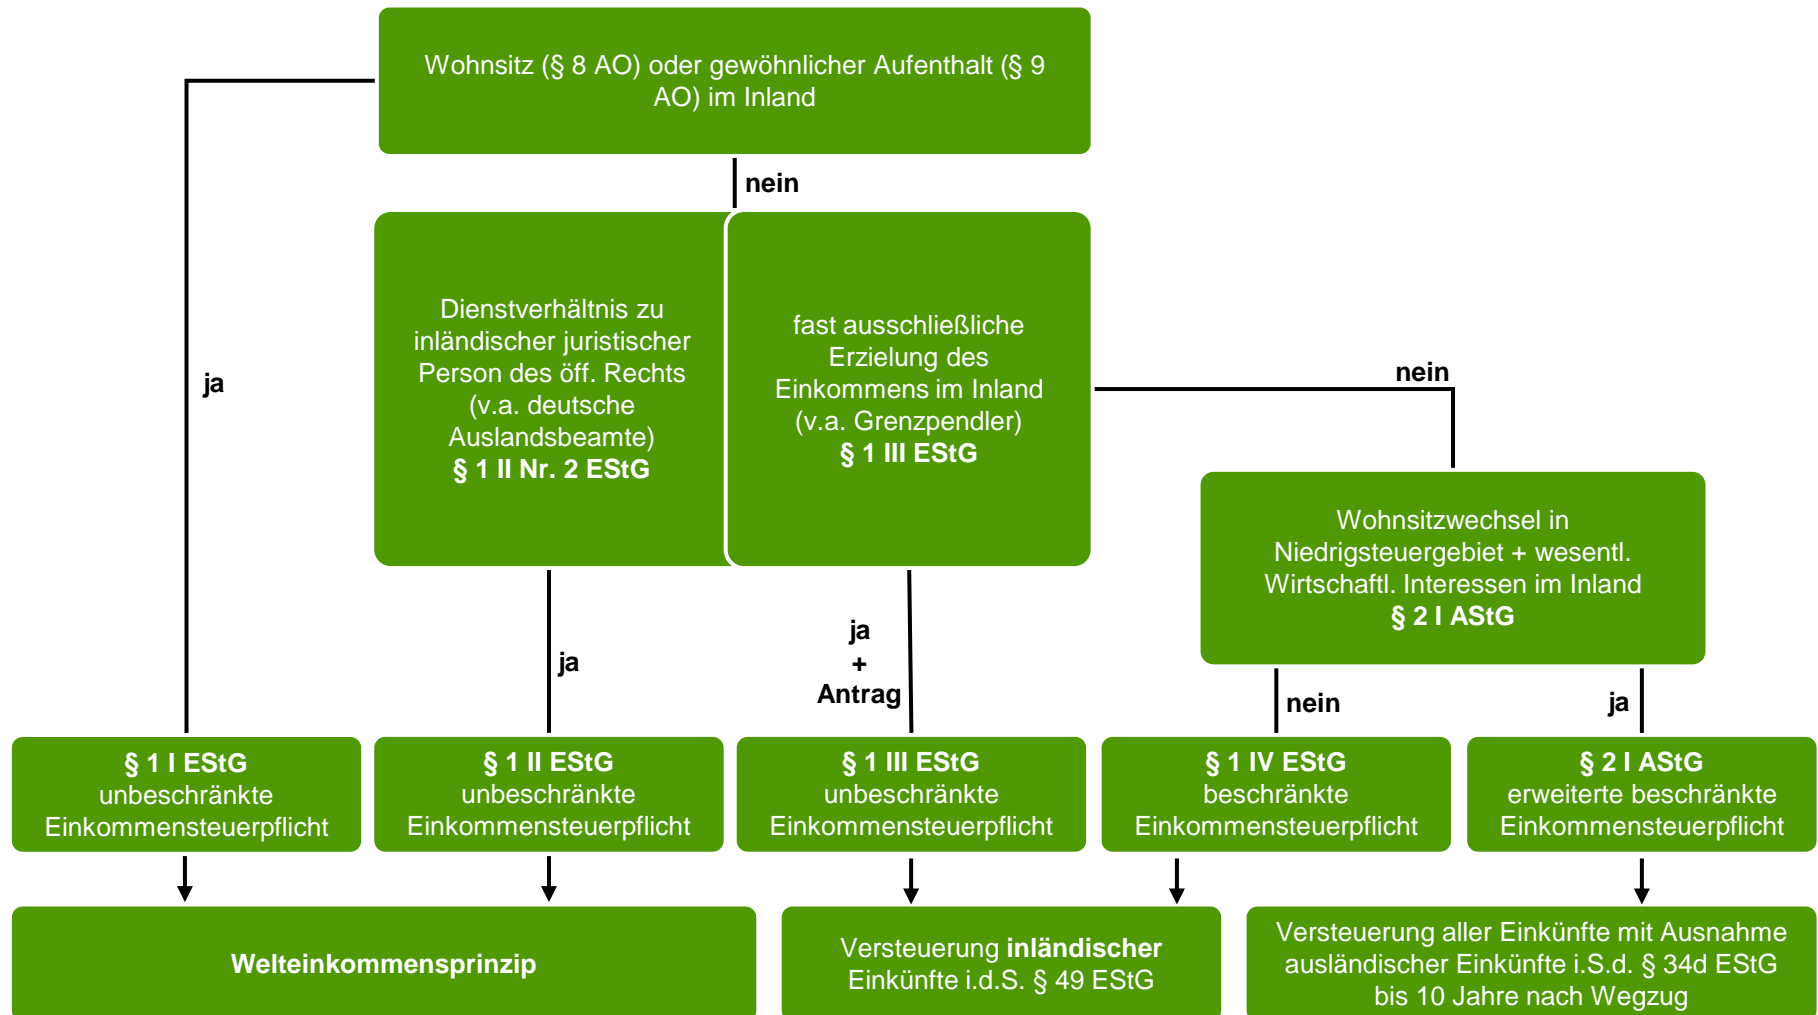 Wohnsitz (§ 8 AO) oder gewöhnlicher Aufenthalt (§ 9
AO) im Inland
nein
ja
Dienstverhältnis zu
inländischer juristischer
Person des öff. Rechts
(v.a. deutsche
Auslandsbeamte)
§ 1 II Nr. 2 EStG
fast ausschließliche
Erzielung des
Einkommens im Inland
(v.a. Grenzpendler)
§ 1 III EStG
nein
Wohnsitzwechsel in
Niedrigsteuergebiet + wesentl.
Wirtschaftl. Interessen im Inland
§ 2 I AStG
ja
ja
+
Antrag
nein
ja
§ 1 I EStG
unbeschränkte
Einkommensteuerpflicht
§ 1 II EStG
unbeschränkte
Einkommensteuerpflicht
§ 1 III EStG
unbeschränkte
Einkommensteuerpflicht
§ 1 IV EStG
beschränkte
Einkommensteuerpflicht
§ 2 I AStG
erweiterte beschränkte
Einkommensteuerpflicht
Welteinkommensprinzip
Versteuerung inländischer
Einkünfte i.d.S. § 49 EStG
Versteuerung aller Einkünfte mit Ausnahme
ausländischer Einkünfte i.S.d. § 34d EStG
bis 10 Jahre nach Wegzug